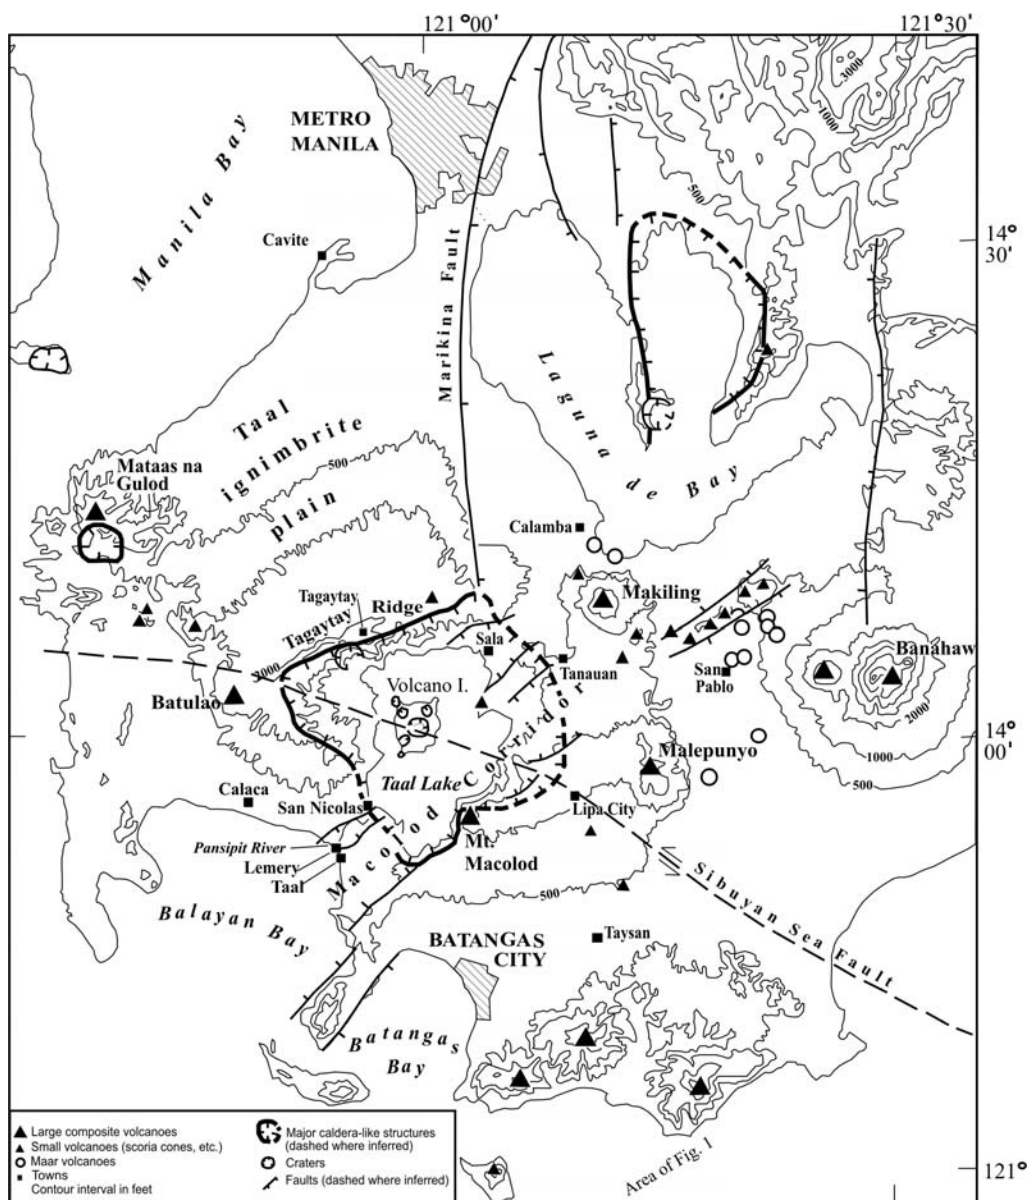 121°00'
121°30'
METRO
MANILA
Manila Bay
Cavite
Marikina Fault
3000
1000
500
500
14°
30'
Laguna
de Bay
Taal
ignimbrite
plain
500
Mataas na
Gulod
Calamba
Makiling
Tagaytay
Tagaytay Ridge
2000
Sala
Tanauan
San
Pablo
Banahaw
2000
1000
500
Batulao
Volcano I.
14°
00'
Malepunyo
Taal Lake
Macolod Corridor
Calaca
San Nicolas
Lipa City
Pansipit River
Lemery
Taal
Mt.
Macolod
Sibuyan Sea Fault
500
Balayan Bay
BATANGAS
CITY
Taysan
Batangas
Bay
Area of Fig. 1
121°
Large composite volcanoes
Small volcanoes (scoria cones, etc.)
Maar volcanoes
Towns
Contour interval in feet
Major caldera-like structures
(dashed where inferred)
Craters
Faults (dashed where inferred)